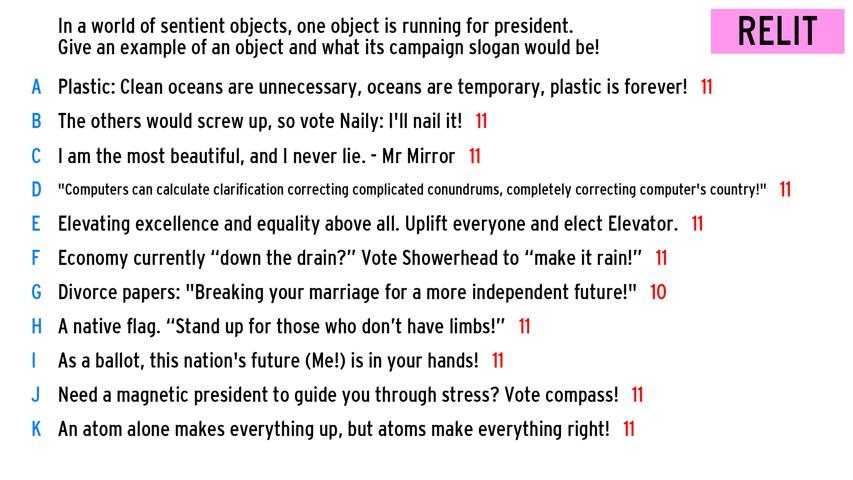 In a world of sentient objects, one object is running for president.
Give an example of an object and what its campaign slogan would be!
RELIT
A Plastic: Clean oceans are unnecessary, oceans are temporary, plastic is forever! 11
B The others would screw up, so vote Naily: I'll nail it! 11
C I am the most beautiful, and I never lie. - Mr Mirror 11
D "Computers can calculate clarification correcting complicated conundrums, completely correcting computer's country!" 11
E Elevating excellence and equality above all. Uplift everyone and elect Elevator. 11
F Economy currently “down the drain?” Vote Showerhead to “make it rain!” 11
G Divorce papers: "Breaking your marriage for a more independent future!" 10
H A native flag. “Stand up for those who don’t have limbs!” 11
I As a ballot, this nation's future (Me!) is in your hands! 11
J Need a magnetic president to guide you through stress? Vote compass! 11
K An atom alone makes everything up, but atoms make everything right! 11